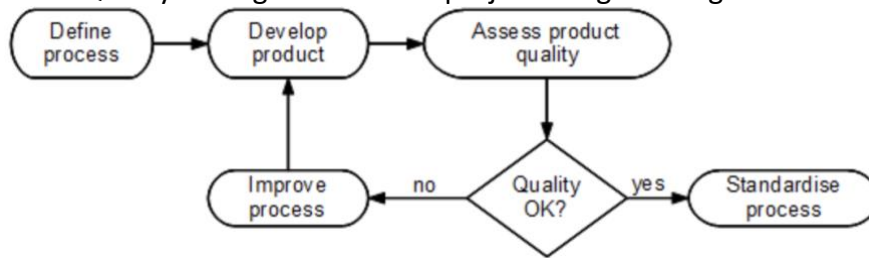 Define
process
Develop
product
Assess product
quality
Improve
process
no
Quality
OK?
yes
Standardise
process